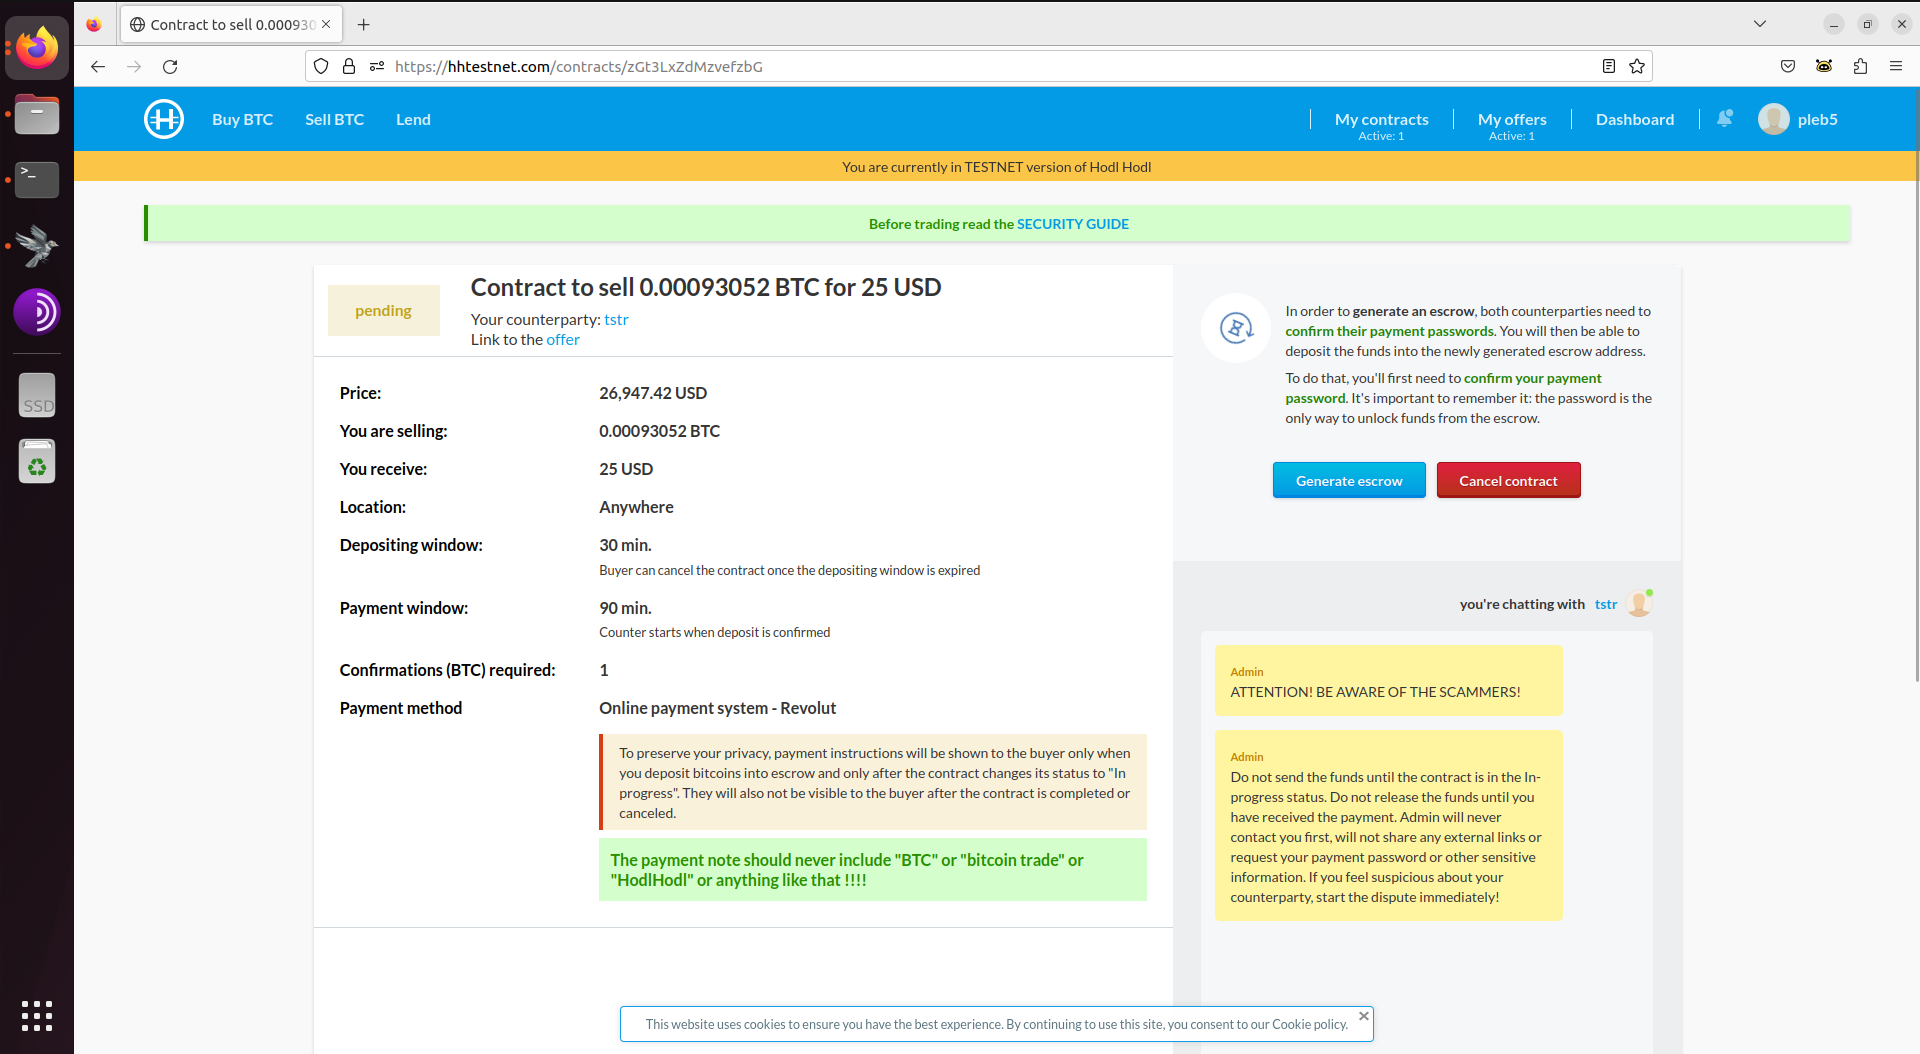 Contract to sell 0.00093
https://hhtestnet.com/contracts/zGt3LxZdMzvefzbG
Buy BTC
Sell BTC
Lend
My contracts
Active: 1
My offers
Active: 1
Dashboard
pleb5
You are currently in TESTNET version of Hodl Hodl
Before trading read the SECURITY GUIDE
pending
Contract to sell 0.00093052 BTC for 25 USD
Your counterparty: tstr
Link to the offer
Price: 26,947.42 USD
You are selling: 0.00093052 BTC
You receive: 25 USD
Location: Anywhere
Depositing window: 30 min.
Buyer can cancel the contract once the depositing window is expired
Payment window: 90 min.
Counter starts when deposit is confirmed
Confirmations (BTC) required: 1
Payment method Online payment system - Revolut
To preserve your privacy, payment instructions will be shown to the buyer only when
you deposit bitcoins into escrow and only after the contract changes its status to "In
progress". They will also not be visible to the buyer after the contract is completed or
canceled.
The payment note should never include "BTC" or "bitcoin trade" or
"HodlHodl" or anything like that !!!!
In order to generate an escrow, both counterparties need to
confirm their payment passwords. You will then be able to
deposit the funds into the newly generated escrow address.
To do that, you'll first need to confirm your payment
password. It's important to remember it: the password is the
only way to unlock funds from the escrow.
Generate escrow
Cancel contract
you're chatting with tstr
Admin
ATTENTION! BE AWARE OF THE SCAMMERS!
Admin
Do not send the funds until the contract is in the In-
progress status. Do not release the funds until you
have received the payment. Admin will never
contact you first, will not share any external links or
request your payment password or other sensitive
information. If you feel suspicious about your
counterparty, start the dispute immediately!
This website uses cookies to ensure you have the best experience. By continuing to use this site, you consent to our Cookie policy.
SSD